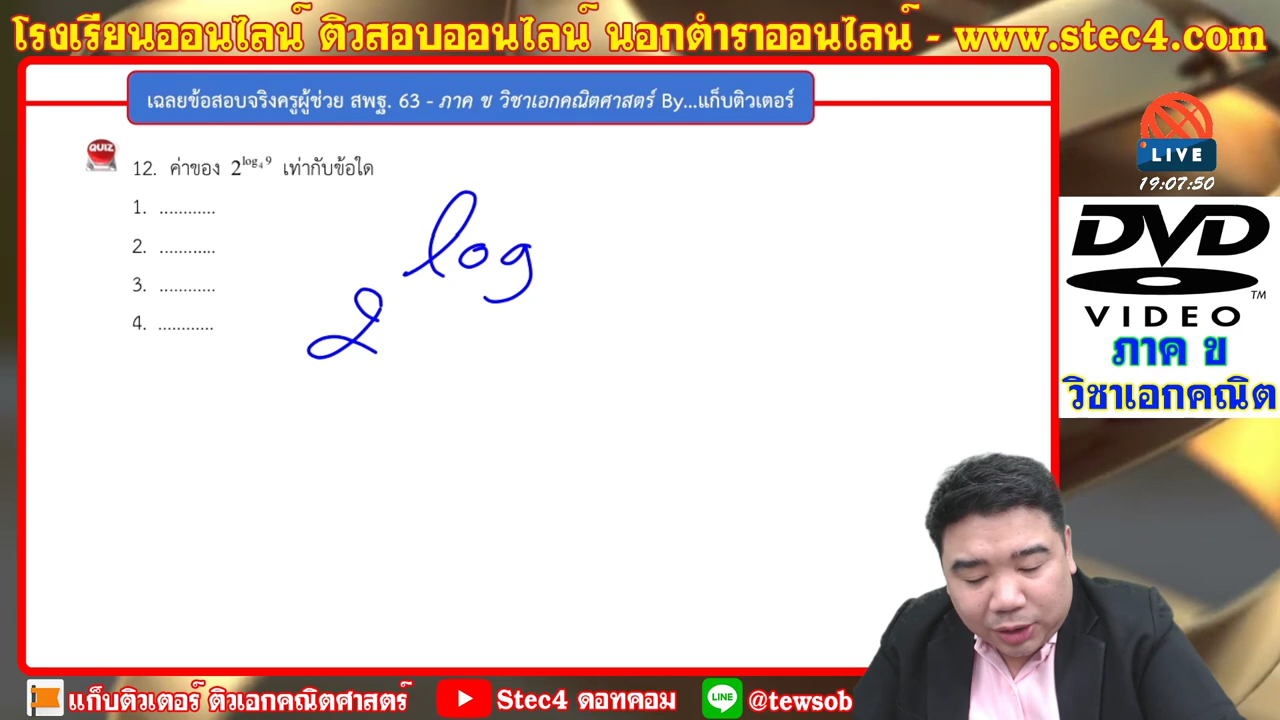 โรงเรียนออนไลน์ ติวสอบออนไลน์ นอกตำราออนไลน์ - www.stec4.com
เฉลยข้อสอบจริงครูผู้ช่วย สพฐ. 63 - ภาค ข วิชาเอกคณิตศาสตร์ By...แก็บติวเตอร์
LIVE
19:07:50
QUIZ
12. ค่าของ 2^{log_4 9} เท่ากับข้อใด
1. ............
2. ............
3. ............
4. ............
2^{log}
DVD
VIDEO™
ภาค ข
วิชาเอกคณิต
แก็บติวเตอร์ ติวเอกคณิตศาสตร์ Stec4 ดอทคอม LINE @tewsob